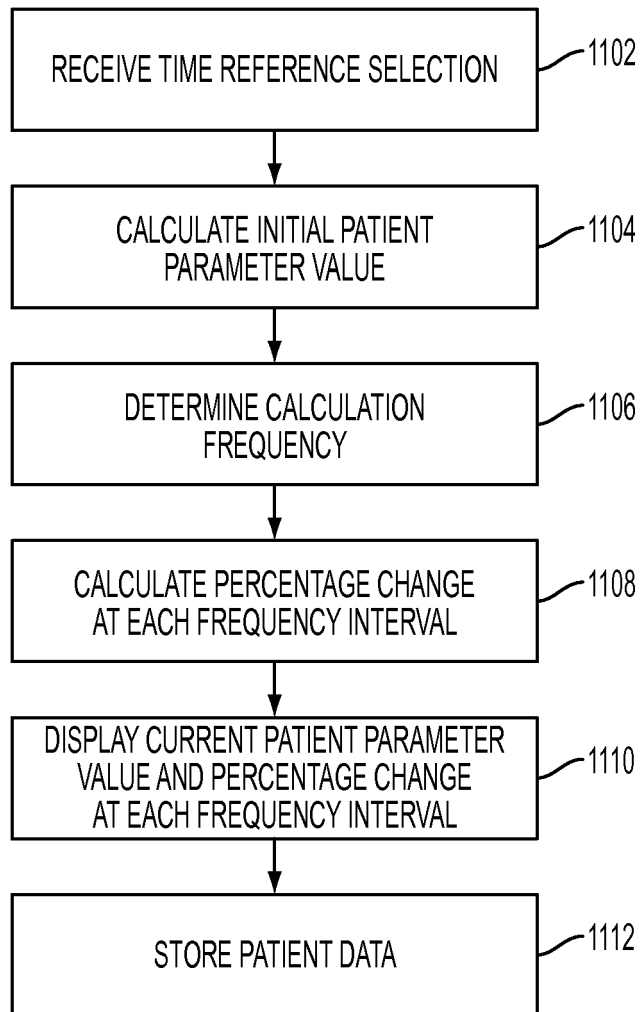 RECEIVE TIME REFERENCE SELECTION
1102
CALCULATE INITIAL PATIENT
PARAMETER VALUE
1104
DETERMINE CALCULATION
FREQUENCY
1106
CALCULATE PERCENTAGE CHANGE
AT EACH FREQUENCY INTERVAL
1108
DISPLAY CURRENT PATIENT PARAMETER
VALUE AND PERCENTAGE CHANGE
AT EACH FREQUENCY INTERVAL
1110
STORE PATIENT DATA
1112